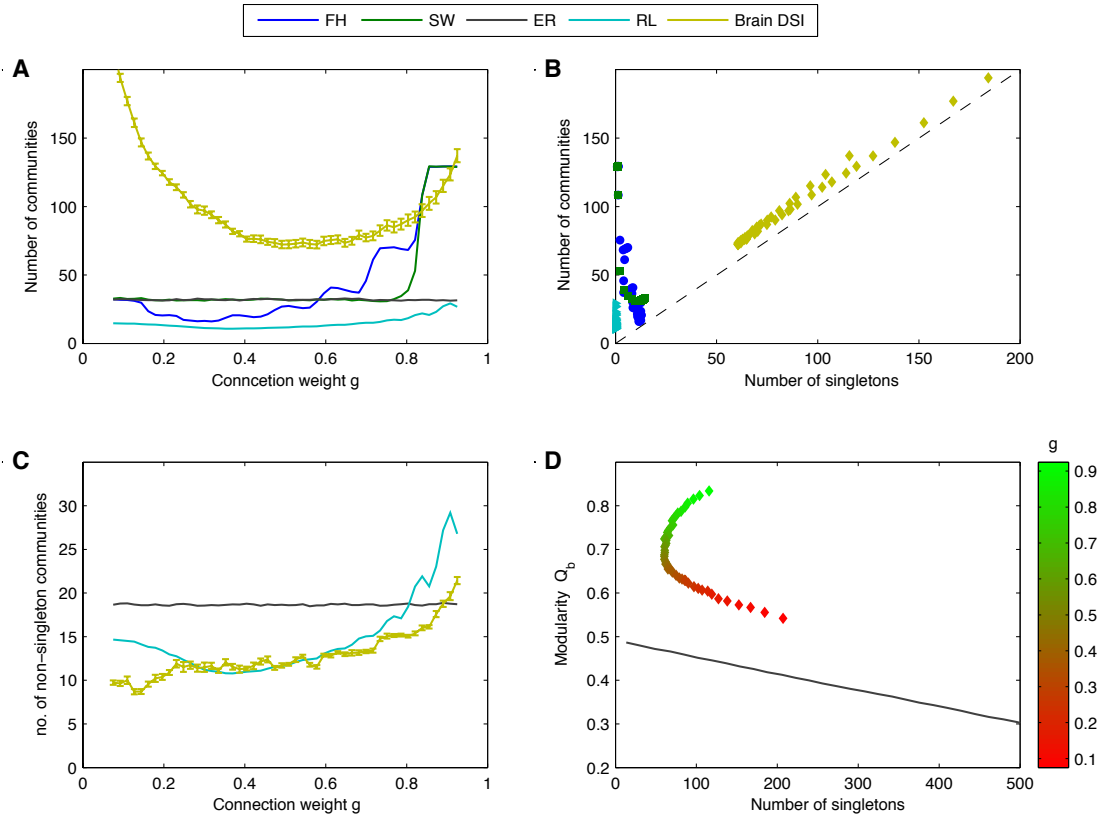 FH SW ER RL Brain DSI
A
Number of communities
150
100
50
0
0 0.2 0.4 0.6 0.8 1
Conncetion weight g
B
Number of communities
150
100
50
0
0 50 100 150 200
Number of singletons
C
no. of non-singleton communities
30
25
20
15
10
5
0
0 0.2 0.4 0.6 0.8 1
Connection weight g
D
Modularity Q_b
0.8
0.7
0.6
0.5
0.4
0.3
0.2
0 100 200 300 400 500
Number of singletons
g
0.9
0.8
0.7
0.6
0.5
0.4
0.3
0.2
0.1